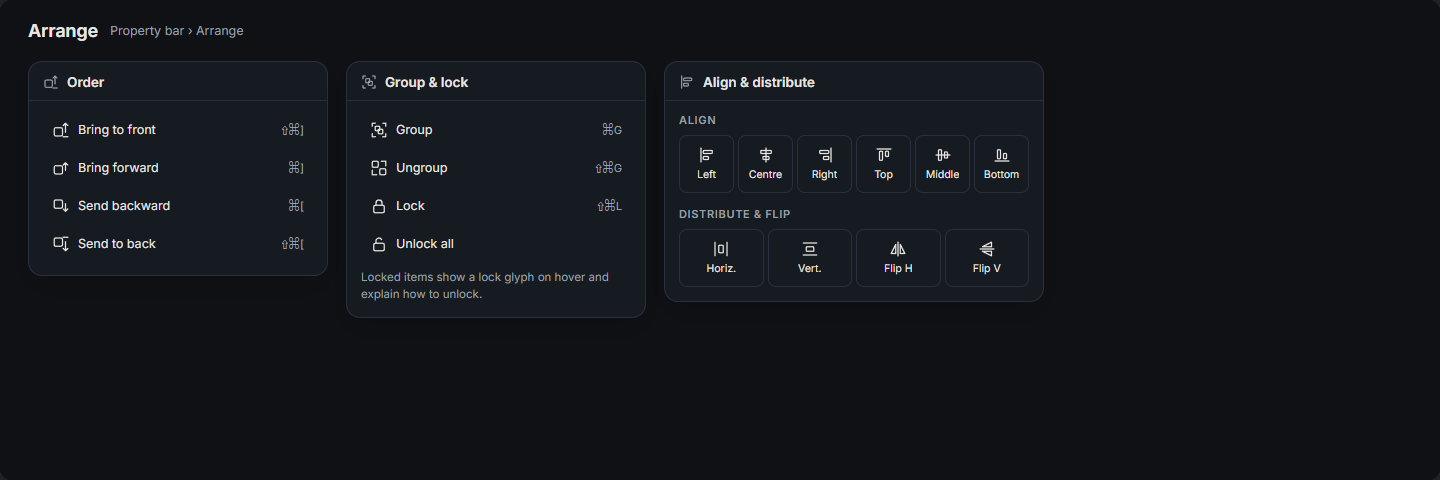 Arrange Property bar › Arrange
Order
Bring to front ⇧⌘]
Bring forward ⌘]
Send backward ⌘[
Send to back ⇧⌘[
Group & lock
Group ⌘G
Ungroup ⇧⌘G
Lock ⇧⌘L
Unlock all
Locked items show a lock glyph on hover and
explain how to unlock.
Align & distribute
ALIGN
Left Centre Right Top Middle Bottom
DISTRIBUTE & FLIP
Horiz. Vert. Flip H Flip V